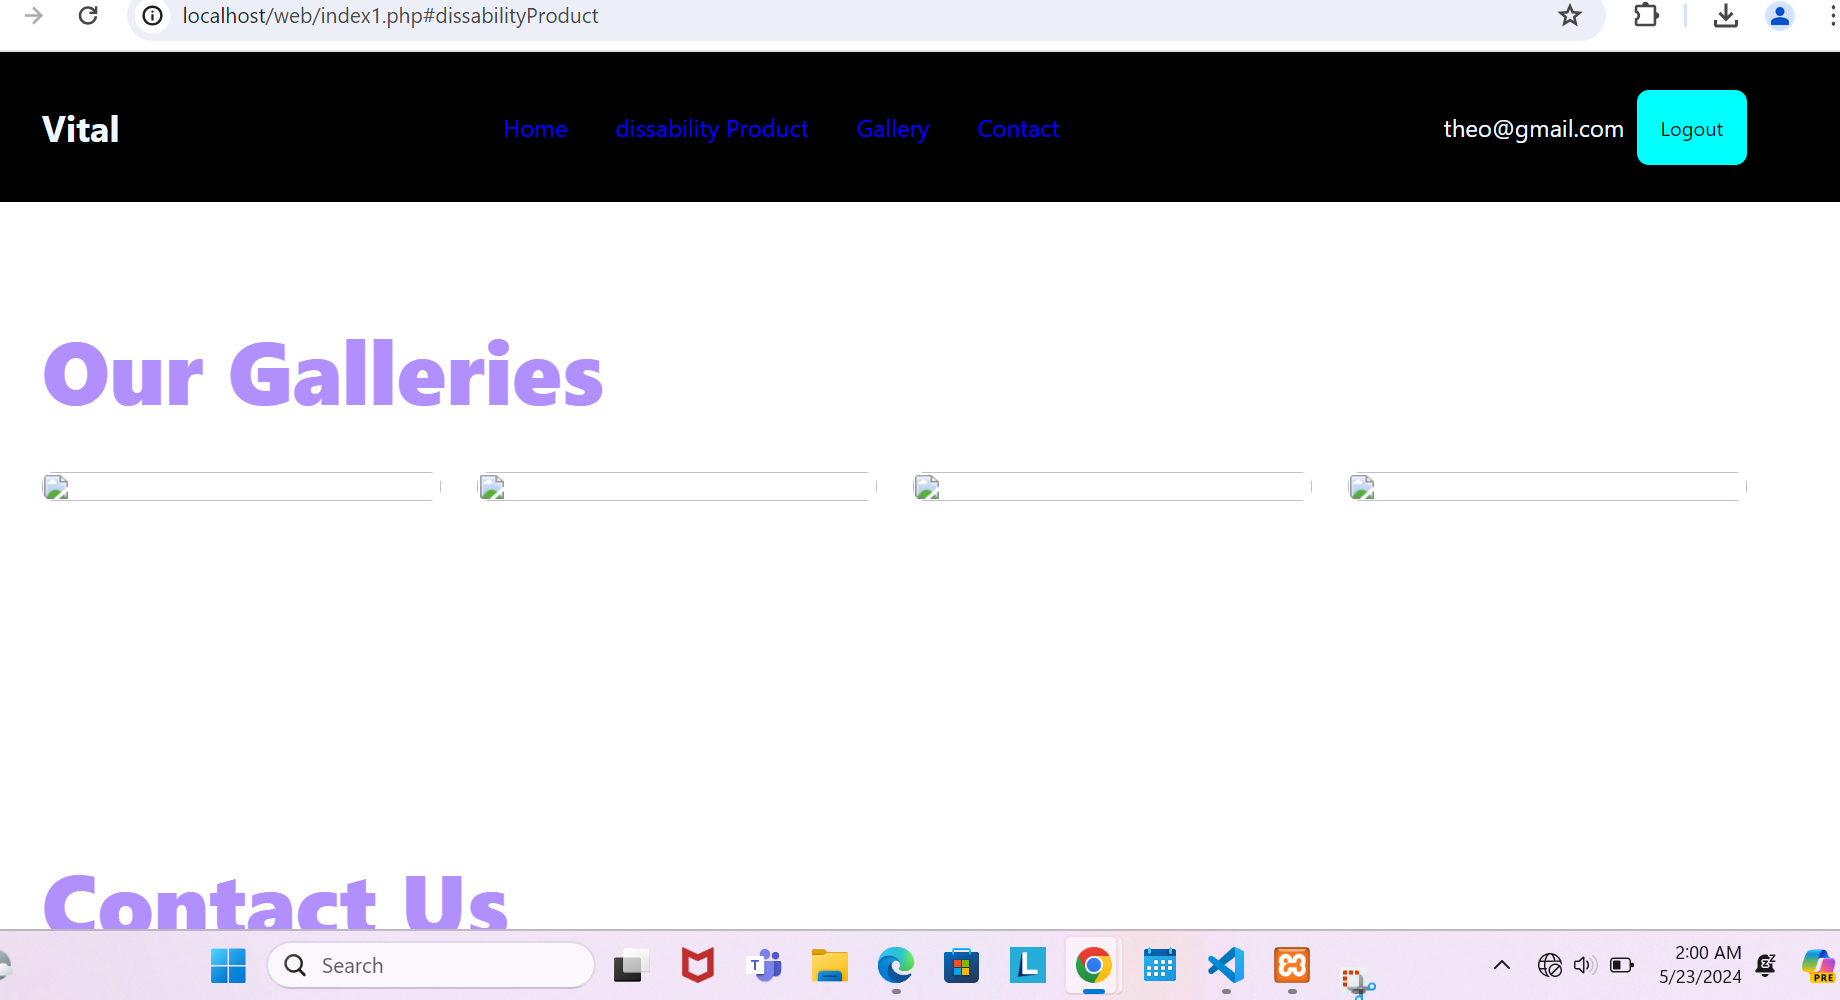 localhost/web/index1.php#dissabilityProduct
Vital
Home dissability Product Gallery Contact
theo@gmail.com Logout
Our Galleries
Contact Us
Search
T
L
2:00 AM
5/23/2024
PRE